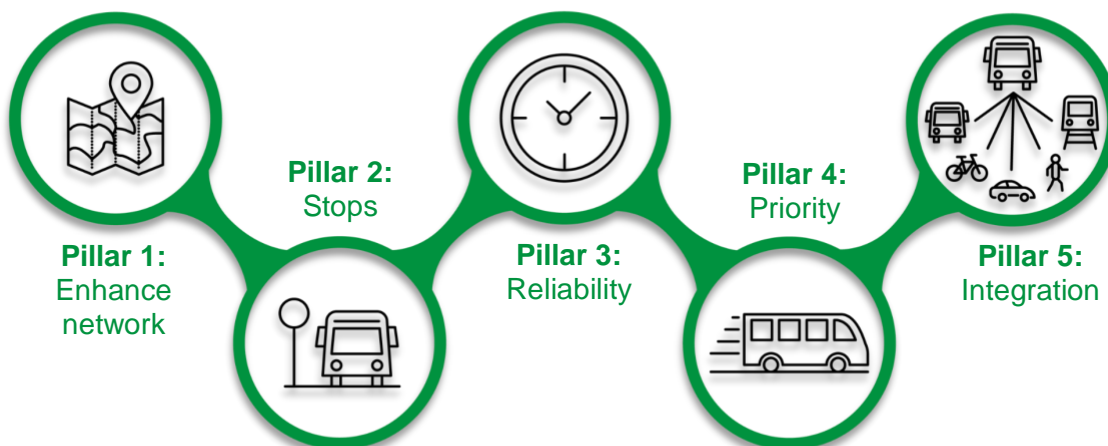 Pillar 1:
Enhance
network
Pillar 2:
Stops
Pillar 3:
Reliability
Pillar 4:
Priority
Pillar 5:
Integration